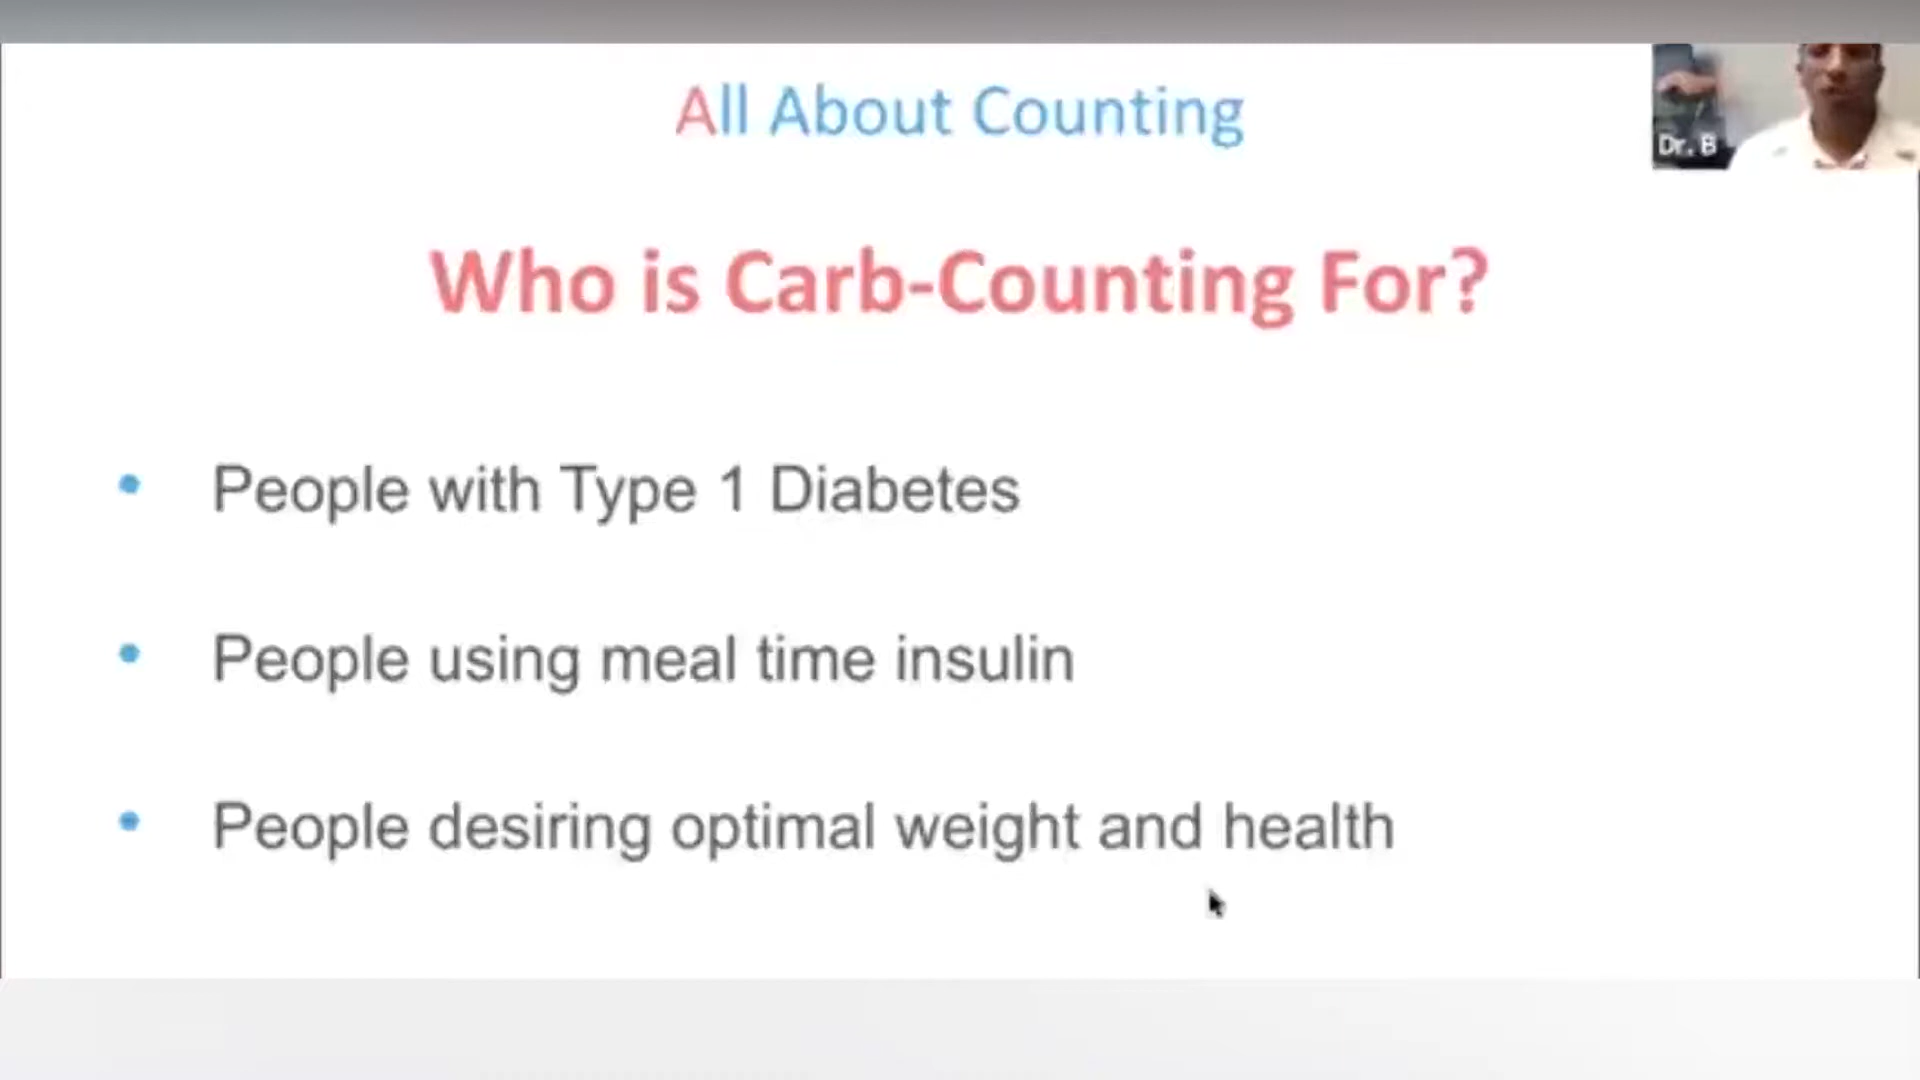 All About Counting
Dr. B
Who is Carb-Counting For?
• People with Type 1 Diabetes
• People using meal time insulin
• People desiring optimal weight and health